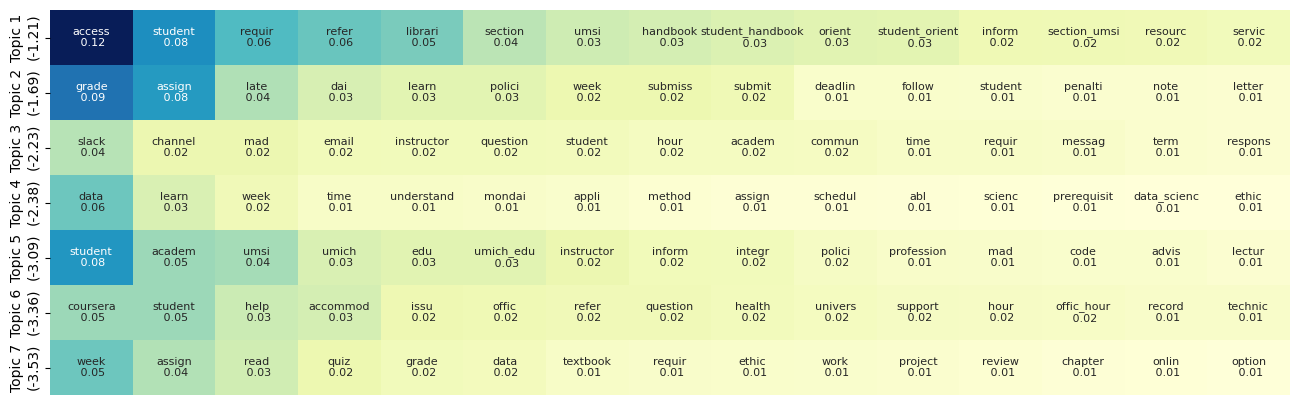 Topic 1 (-1.21) access student requir refer librari section umsi handbook student_handbook orient student_orient inform section_umsi resourc servic
0.12 0.08 0.06 0.06 0.05 0.04 0.03 0.03 0.03 0.03 0.03 0.02 0.02 0.02 0.02
Topic 2 (-1.69) grade assign late dai learn polici week submiss submit deadlin follow student penalti note letter
0.09 0.08 0.04 0.03 0.03 0.03 0.02 0.02 0.02 0.01 0.01 0.01 0.01 0.01 0.01
Topic 3 (-2.23) slack channel mad email instructor question student hour academ commun time requir messag term respons
0.04 0.02 0.02 0.02 0.02 0.02 0.02 0.02 0.02 0.02 0.01 0.01 0.01 0.01 0.01
Topic 4 (-2.38) data learn week time understand mondai appli method assign schedul abl scienc prerequisit data_scienc ethic
0.06 0.03 0.02 0.01 0.01 0.01 0.01 0.01 0.01 0.01 0.01 0.01 0.01 0.01 0.01
Topic 5 (-3.09) student academ umsi umich edu umich_edu instructor inform integr polici profession mad code advis lectur
0.08 0.05 0.04 0.03 0.03 0.03 0.02 0.02 0.02 0.02 0.01 0.01 0.01 0.01 0.01
Topic 6 (-3.36) coursera student help accommod issu offic refer question health univers support hour offic_hour record technic
0.05 0.05 0.03 0.03 0.02 0.02 0.02 0.02 0.02 0.02 0.02 0.02 0.02 0.01 0.01
Topic 7 (-3.53) week assign read quiz grade data textbook requir ethic work project review chapter onlin option
0.05 0.04 0.03 0.02 0.02 0.02 0.01 0.01 0.01 0.01 0.01 0.01 0.01 0.01 0.01